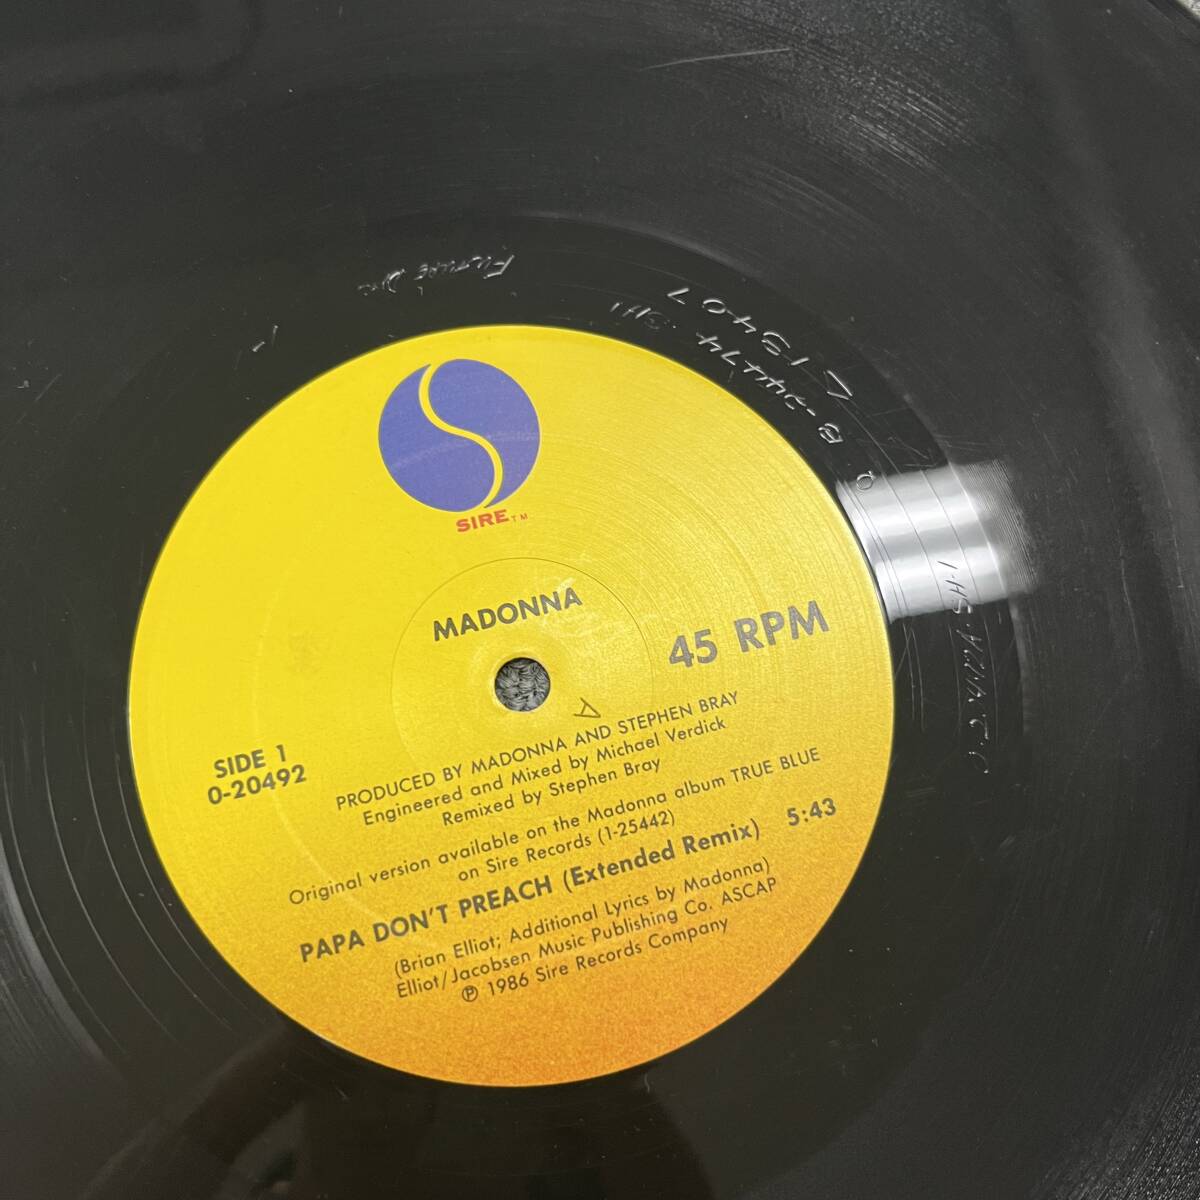 SIRE TM
MADONNA
45 RPM
SIDE 1
0-20492
A
PRODUCED BY MADONNA AND STEPHEN BRAY
Engineered and Mixed by Michael Verdick
Remixed by Stephen Bray
Original version available on the Madonna album TRUE BLUE
on Sire Records (1-25442)
PAPA DON'T PREACH (Extended Remix) 5:43
(Brian Elliot; Additional Lyrics by Madonna)
Elliot/Jacobsen Music Publishing Co. ASCAP
℗ 1986 Sire Records Company
Future
B-24474 SH1